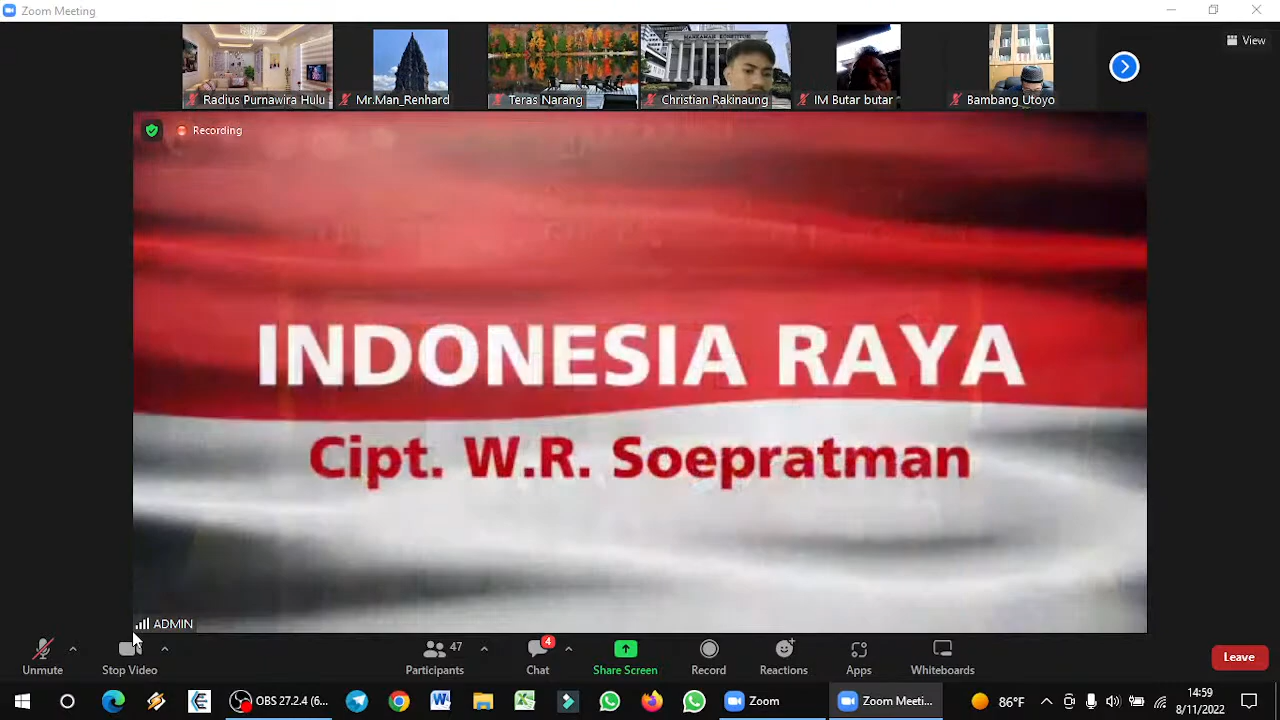 Zoom Meeting
View
Radius Purnawira Hulu
Mr.Man_Renhard
Teras Narang
Christian Rakinaung
IM Butar butar
Bambang Utoyo
Recording
INDONESIA RAYA
Cipt. W.R. Soepratman
ADMIN
Unmute
Stop Video
Participants
47
Chat
4
Share Screen
Record
Reactions
Apps
Whiteboards
Leave
OBS 27.2.4 (6...
Zoom
Zoom Meeti...
86°F
14:59
8/11/2022